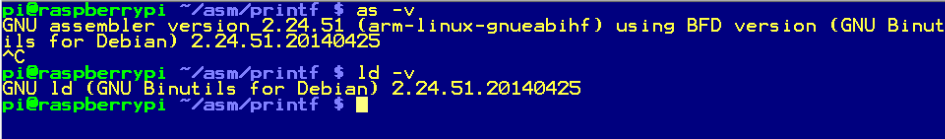 pi@raspberrypi ~/asm/printf $ as -v
GNU assembler version 2.24.51 (arm-linux-gnueabihf) using BFD version (GNU Binut
ils for Debian) 2.24.51.20140425
^C
pi@raspberrypi ~/asm/printf $ ld -v
GNU ld (GNU Binutils for Debian) 2.24.51.20140425
pi@raspberrypi ~/asm/printf $